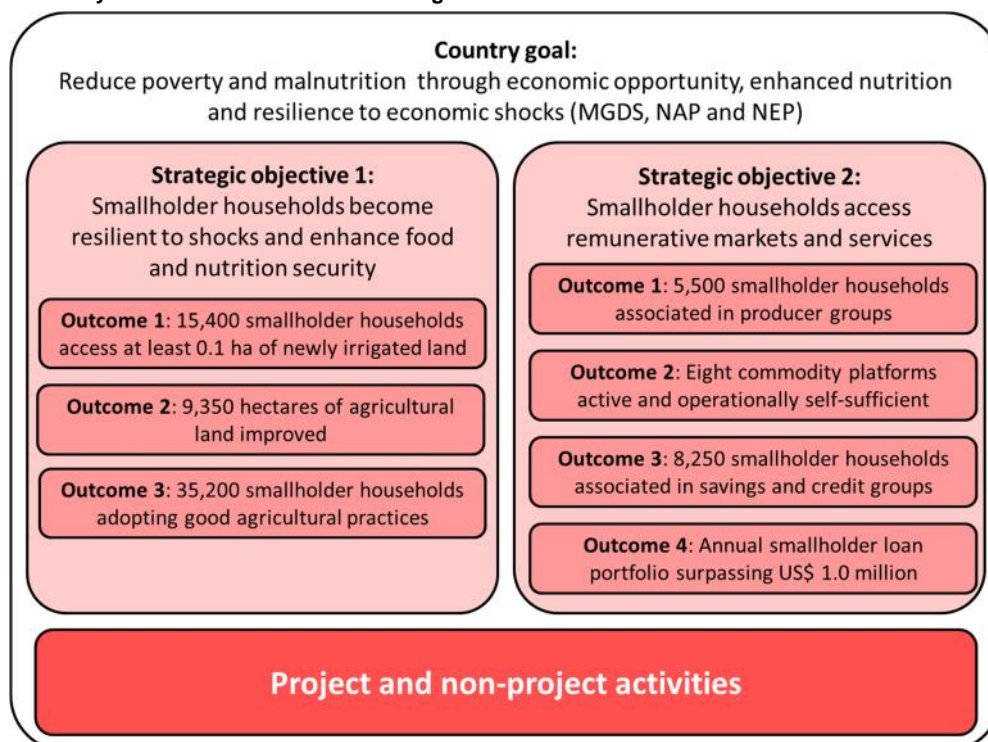 Country goal:
Reduce poverty and malnutrition through economic opportunity, enhanced nutrition
and resilience to economic shocks (MGDS, NAP and NEP)
Strategic objective 1:
Smallholder households become
resilient to shocks and enhance food
and nutrition security
Outcome 1: 15,400 smallholder households
access at least 0.1 ha of newly irrigated land
Outcome 2: 9,350 hectares of agricultural
land improved
Outcome 3: 35,200 smallholder households
adopting good agricultural practices
Strategic objective 2:
Smallholder households access
remunerative markets and services
Outcome 1: 5,500 smallholder households
associated in producer groups
Outcome 2: Eight commodity platforms
active and operationally self-sufficient
Outcome 3: 8,250 smallholder households
associated in savings and credit groups
Outcome 4: Annual smallholder loan
portfolio surpassing US$ 1.0 million
Project and non-project activities